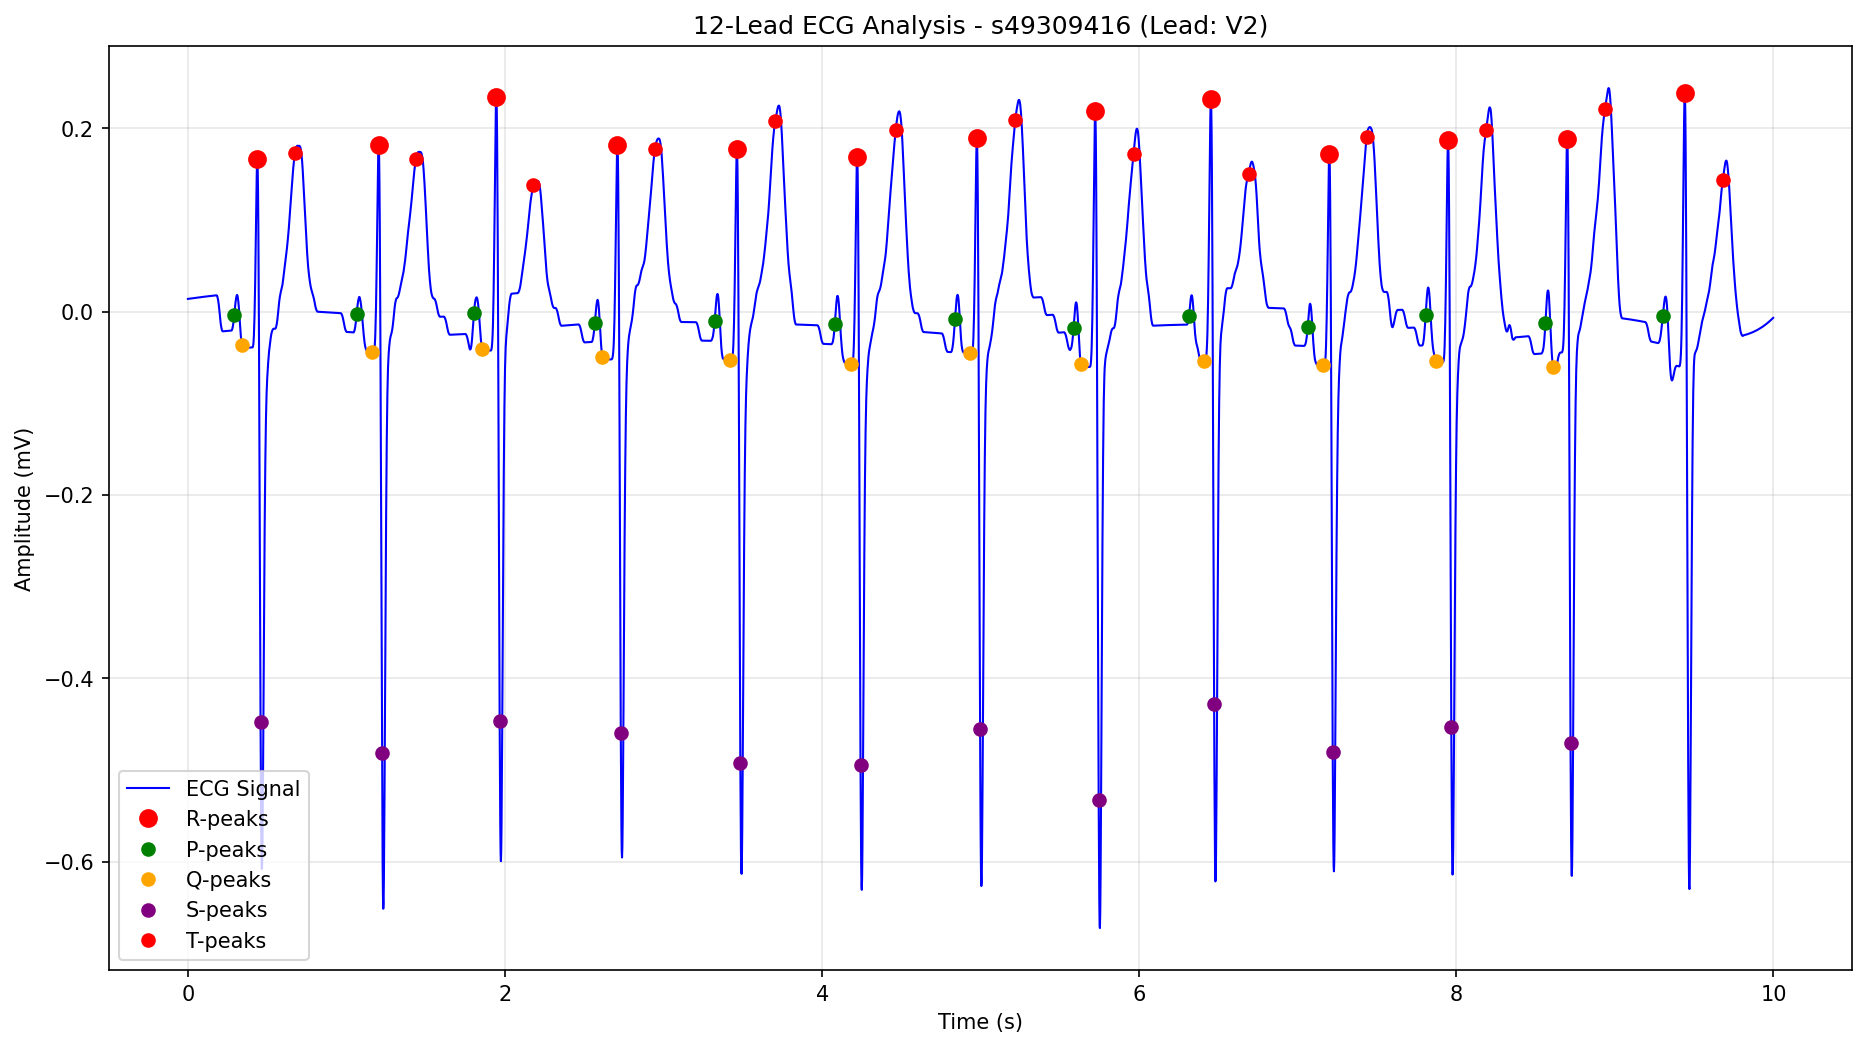 12-Lead ECG Analysis - s49309416 (Lead: V2)
Amplitude (mV)
0.2
0.0
−0.2
−0.4
−0.6
ECG Signal
R-peaks
P-peaks
Q-peaks
S-peaks
T-peaks
0 2 4 6 8 10
Time (s)